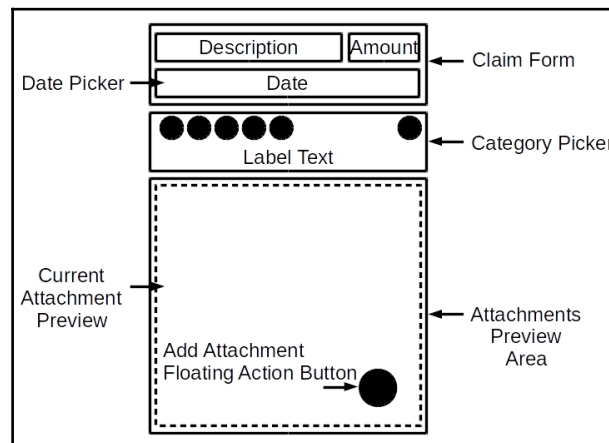 Description
Amount
Claim Form
Date Picker
Date
Label Text
Category Picker
Current
Attachment
Preview
Attachments
Preview
Area
Add Attachment
Floating Action Button